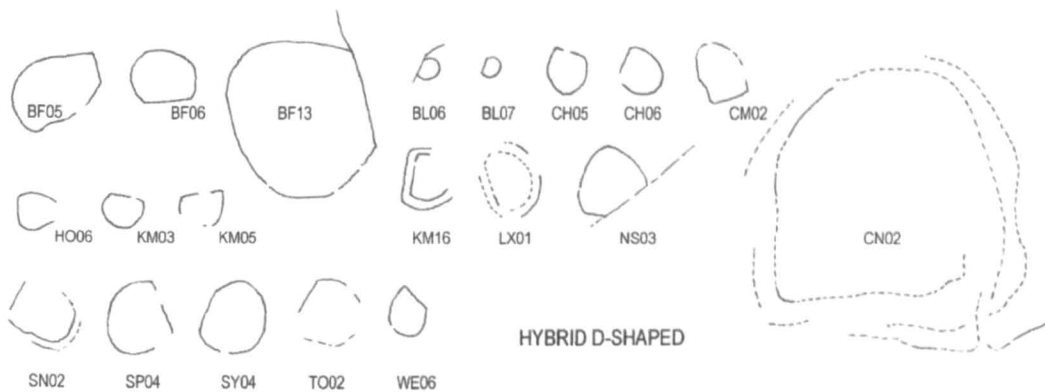 BF05
BF06
BF13
BL06
BL07
CH05
CH06
CM02
HO06
KM03
KM05
KM16
LX01
NS03
CN02
HYBRID D-SHAPED
SN02
SP04
SY04
TO02
WE06